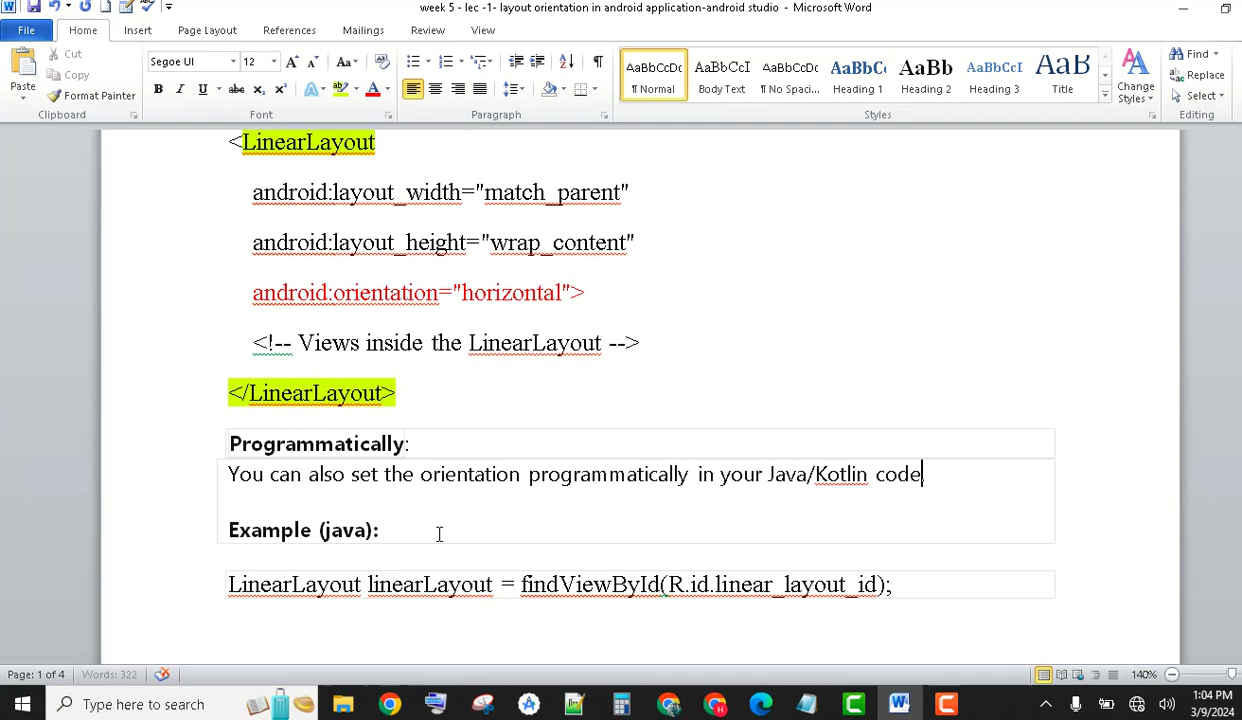 week 5 - lec -1- layout orientation in android application-android studio - Microsoft Word
File Home Insert Page Layout References Mailings Review View
Paste
Cut
Copy
Format Painter
Clipboard
Segoe UI 12
Font
Paragraph
AaBbCcDc AaBbCcI AaBbCcDc AaBbC AaBb AaBbCcI AaB
¶ Normal Body Text ¶ No Spaci... Heading 1 Heading 2 Heading 3 Title
Change
Styles
Styles
Find
Replace
Select
Editing
<LinearLayout
android:layout_width="match_parent"
android:layout_height="wrap_content"
android:orientation="horizontal">
<!-- Views inside the LinearLayout -->
</LinearLayout>
Programmatically:
You can also set the orientation programmatically in your Java/Kotlin code.
Example (java):
LinearLayout linearLayout = findViewById(R.id.linear_layout_id);
Page: 1 of 4 Words: 322 140%
Type here to search
1:04 PM
3/9/2024